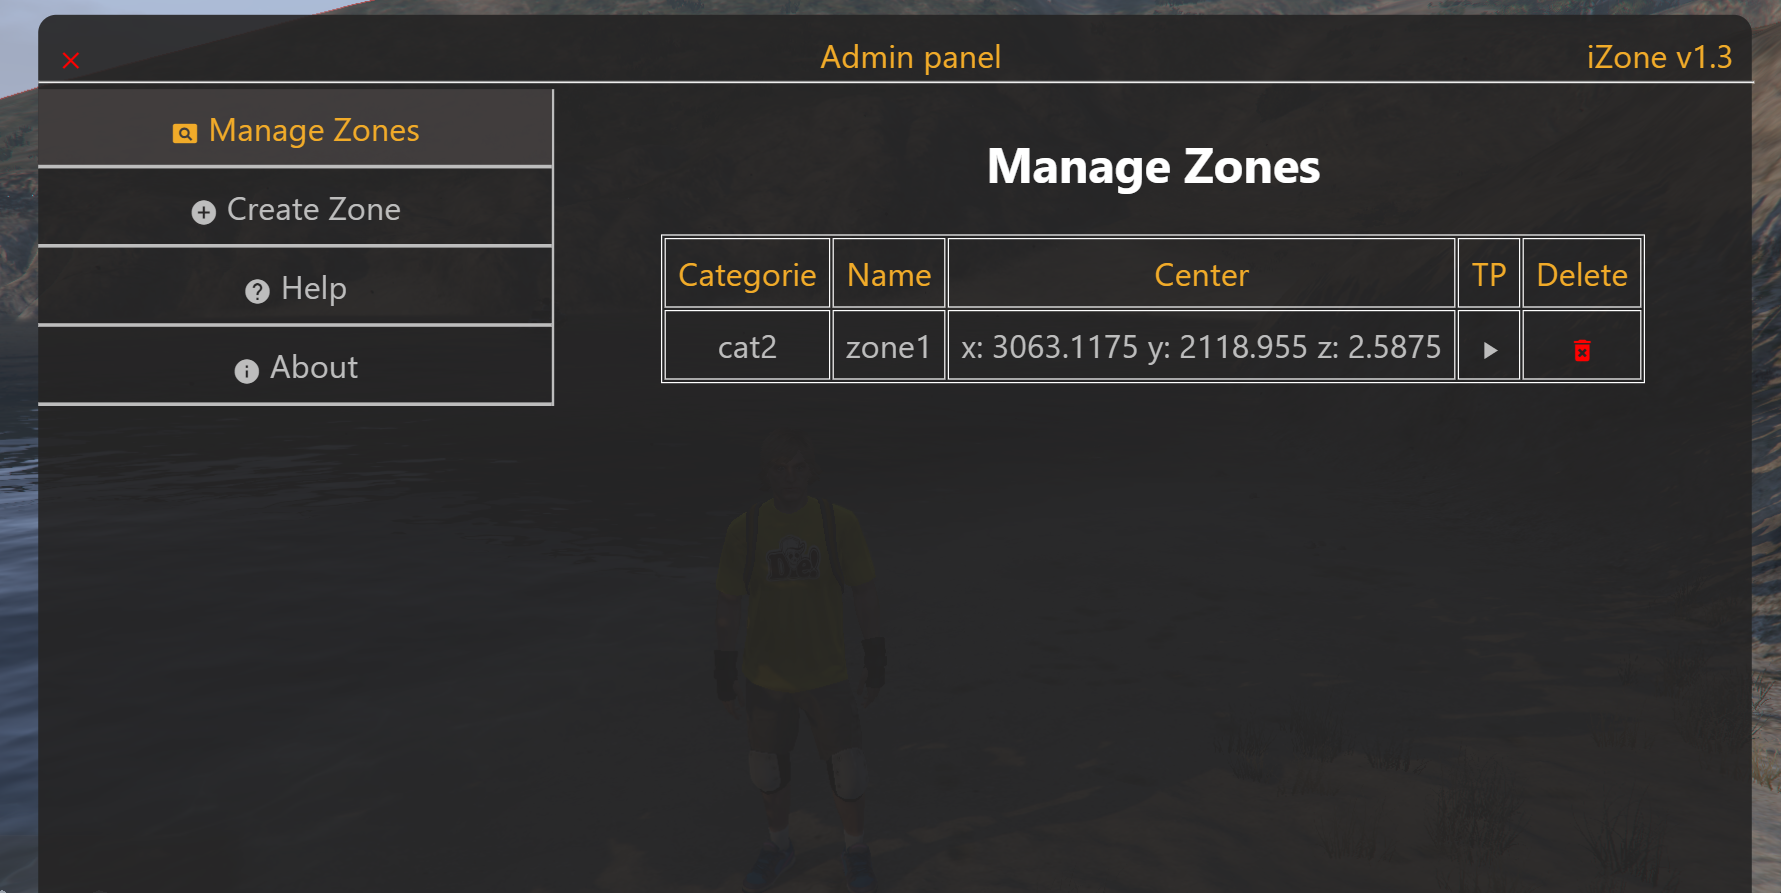 Admin panel
iZone v1.3
Manage Zones
Create Zone
Help
About
Manage Zones
Categorie Name Center TP Delete
cat2 zone1 x: 3063.1175 y: 2118.955 z: 2.5875